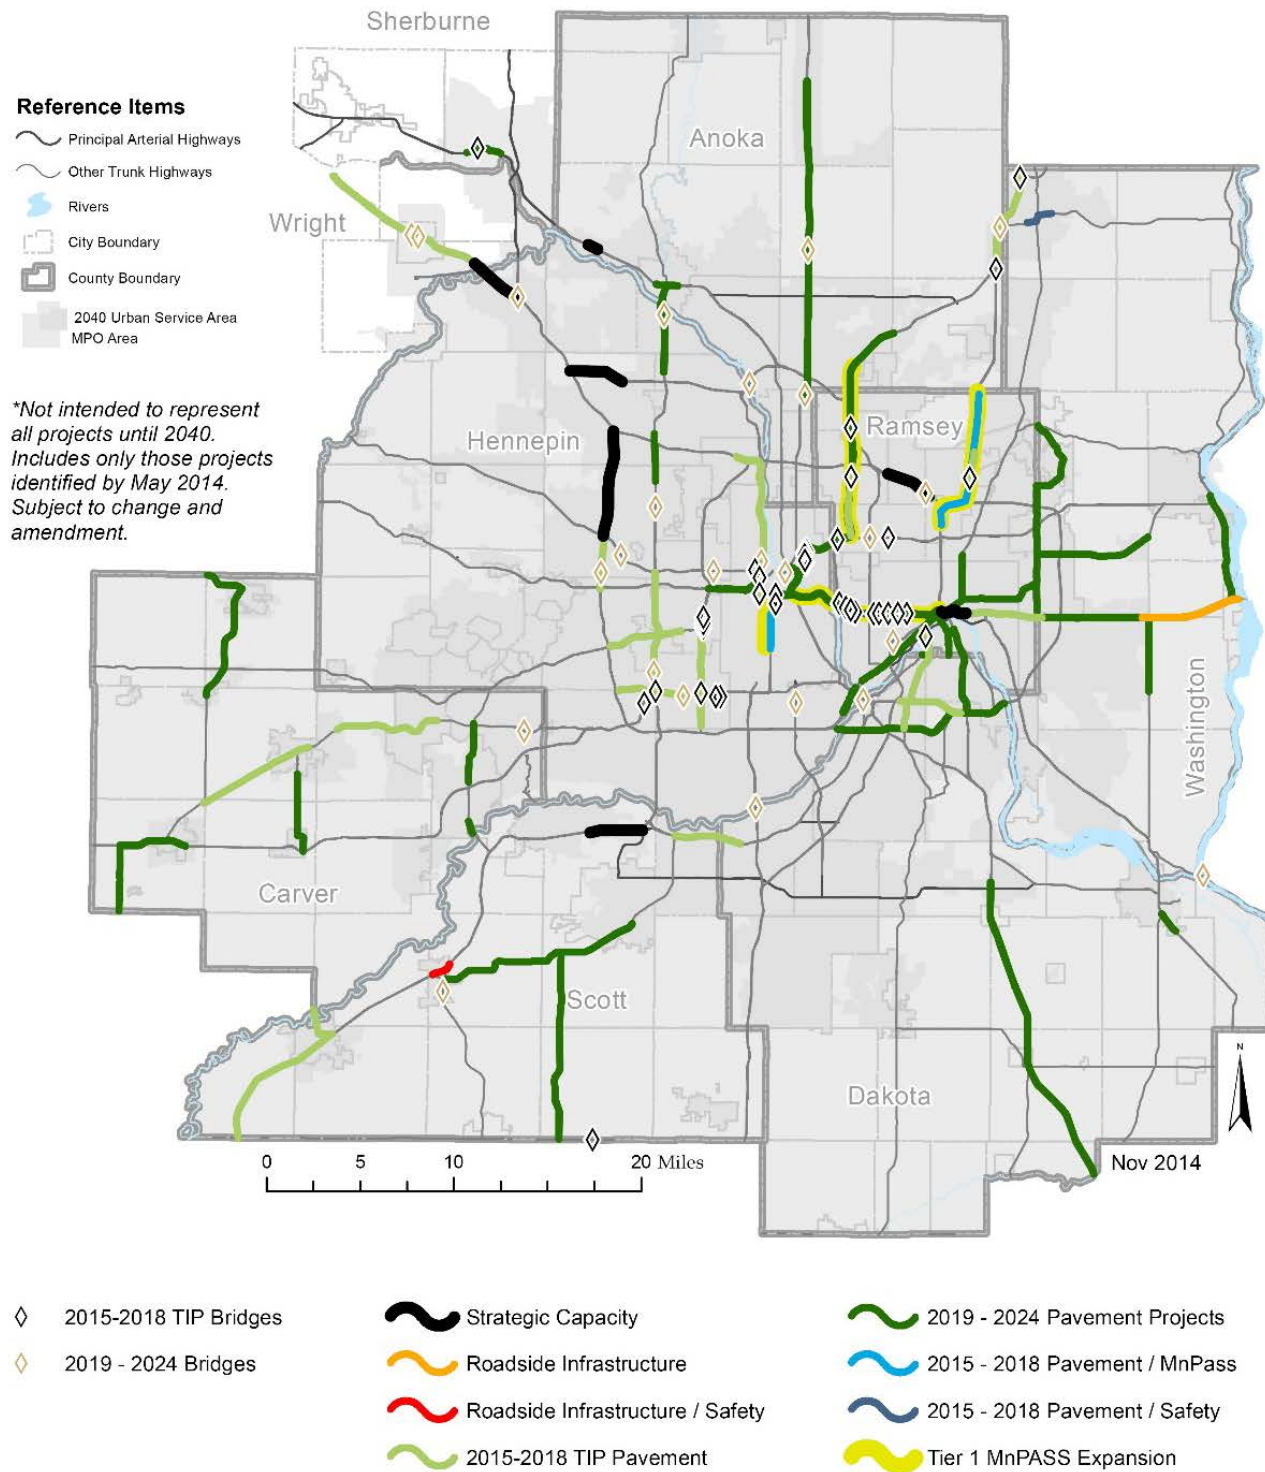 Sherburne
Reference Items
Principal Arterial Highways
Other Trunk Highways
Rivers
City Boundary
County Boundary
2040 Urban Service Area
MPO Area
*Not intended to represent
all projects until 2040.
Includes only those projects
identified by May 2014.
Subject to change and
amendment.
Anoka
Wright
Hennepin
Ramsey
Washington
Carver
Scott
Dakota
N
0 5 10 20 Miles
Nov 2014
2015-2018 TIP Bridges
2019 - 2024 Bridges
Strategic Capacity
Roadside Infrastructure
Roadside Infrastructure / Safety
2015-2018 TIP Pavement
2019 - 2024 Pavement Projects
2015 - 2018 Pavement / MnPass
2015 - 2018 Pavement / Safety
Tier 1 MnPASS Expansion